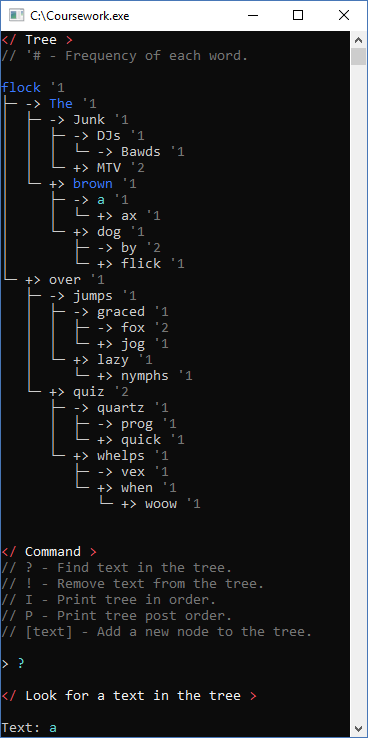 C:\Coursework.exe
</ Tree >
// '# - Frequency of each word.
flock '1
├─ -> The '1
│  ├─ -> Junk '1
│  │  ├─ -> DJs '1
│  │  │  └─ -> Bawds '1
│  │  └─ +> MTV '2
│  └─ +> brown '1
│     ├─ -> a '1
│     │  └─ +> ax '1
│     └─ +> dog '1
│        ├─ -> by '2
│        └─ +> flick '1
└─ +> over '1
   ├─ -> jumps '1
   │  ├─ -> graced '1
   │  │  ├─ -> fox '2
   │  │  └─ +> jog '1
   │  └─ +> lazy '1
   │     └─ +> nymphs '1
   └─ +> quiz '2
      ├─ -> quartz '1
      │  ├─ -> prog '1
      │  └─ +> quick '1
      └─ +> whelps '1
         ├─ -> vex '1
         └─ +> when '1
            └─ +> woow '1
</ Command >
// ? - Find text in the tree.
// ! - Remove text from the tree.
// I - Print tree in order.
// P - Print tree post order.
// [text] - Add a new node to the tree.
> ?
</ Look for a text in the tree >
Text: a